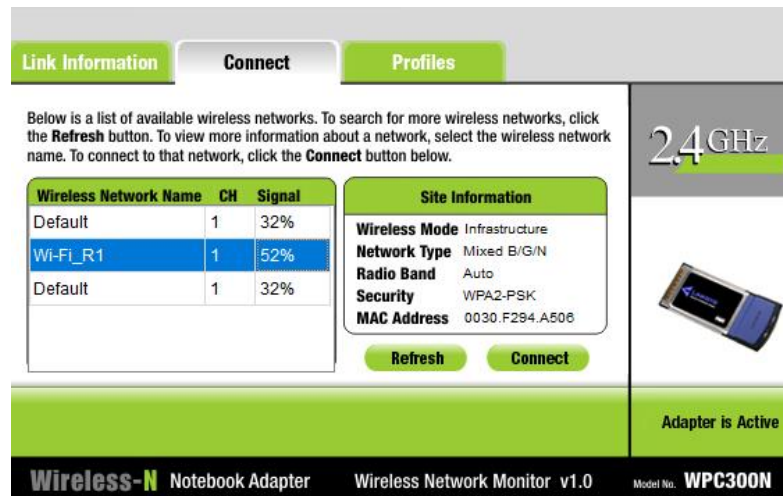 Link Information
Connect
Profiles
Below is a list of available wireless networks. To search for more wireless networks, click
the Refresh button. To view more information about a network, select the wireless network
name. To connect to that network, click the Connect button below.
2.4GHz
Wireless Network Name CH Signal
Default 1 32%
Wi-Fi_R1 1 52%
Default 1 32%
Site Information
Wireless Mode Infrastructure
Network Type Mixed B/G/N
Radio Band Auto
Security WPA2-PSK
MAC Address 0030.F294.A506
Refresh
Connect
Adapter is Active
Wireless-N Notebook Adapter Wireless Network Monitor v1.0 Model No. WPC300N